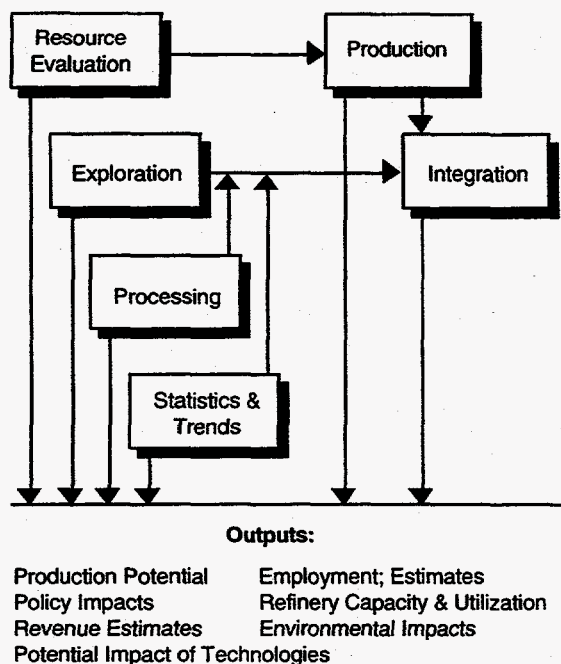 Resource
Evaluation
Production
Exploration
Integration
Processing
Statistics &
Trends
Outputs:
Production Potential
Employment; Estimates
Policy Impacts
Refinery Capacity & Utilization
Revenue Estimates
Environmental Impacts
Potential Impact of Technologies